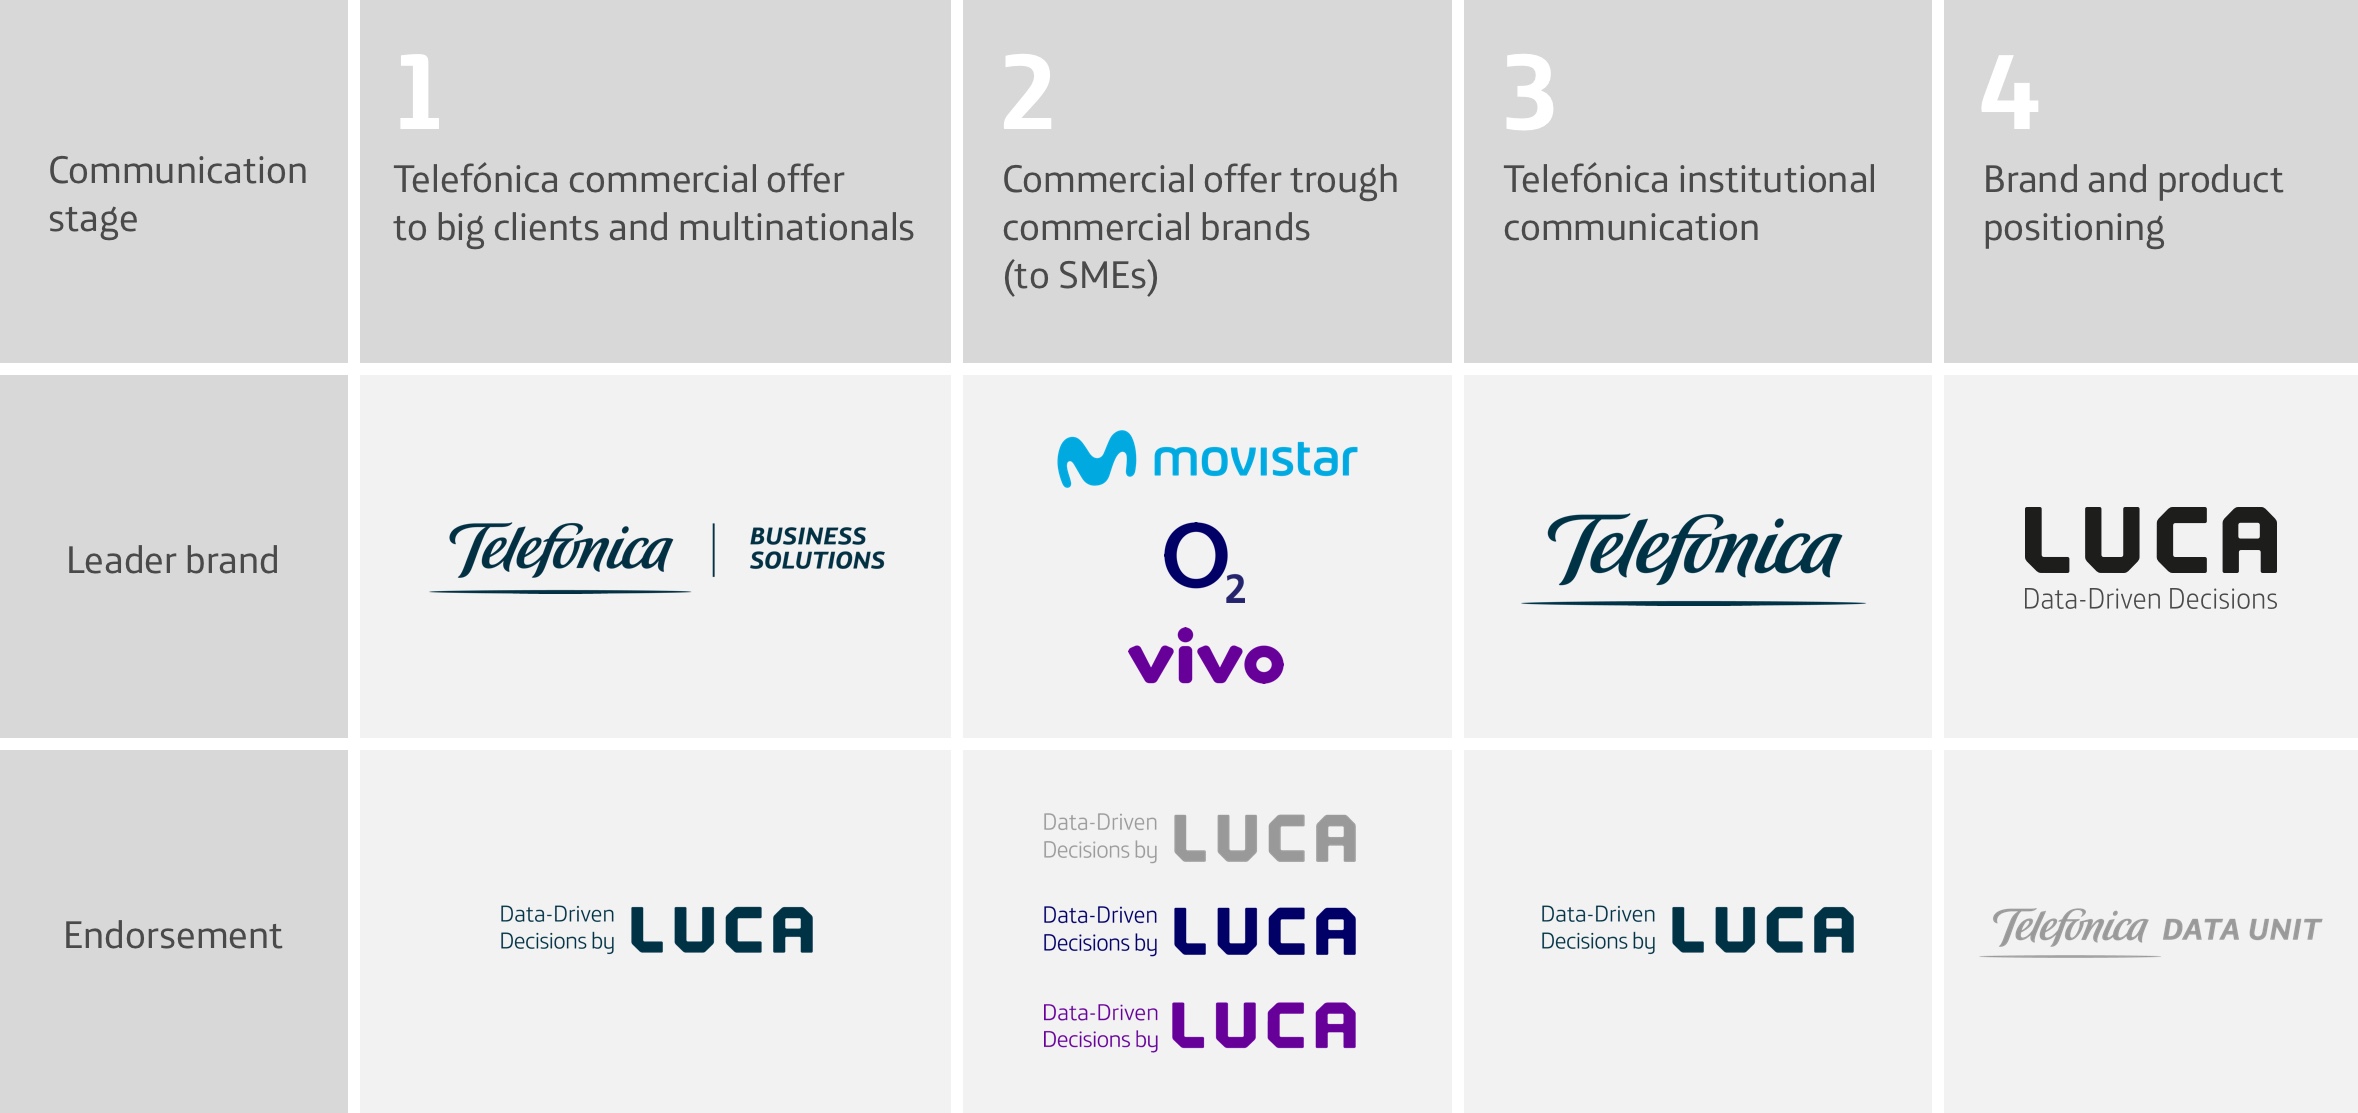 Communication
stage
1
Telefónica commercial offer
to big clients and multinationals
2
Commercial offer trough
commercial brands
(to SMEs)
3
Telefónica institutional
communication
4
Brand and product
positioning
Leader brand
Telefónica
BUSINESS
SOLUTIONS
movistar
O2
vivo
Telefónica
LUCA
Data-Driven Decisions
Endorsement
Data-Driven
Decisions by LUCA
Data-Driven
Decisions by LUCA
Data-Driven
Decisions by LUCA
Data-Driven
Decisions by LUCA
Data-Driven
Decisions by LUCA
Telefónica DATA UNIT